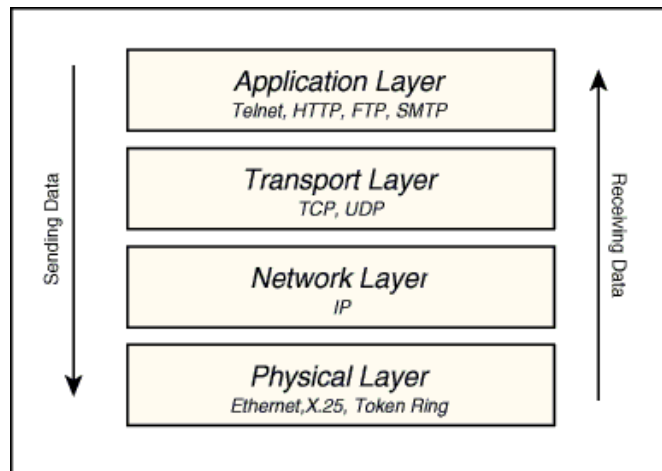 Application Layer
Telnet, HTTP, FTP, SMTP
Transport Layer
TCP, UDP
Network Layer
IP
Physical Layer
Ethernet,X.25, Token Ring
Sending Data
Receiving Data